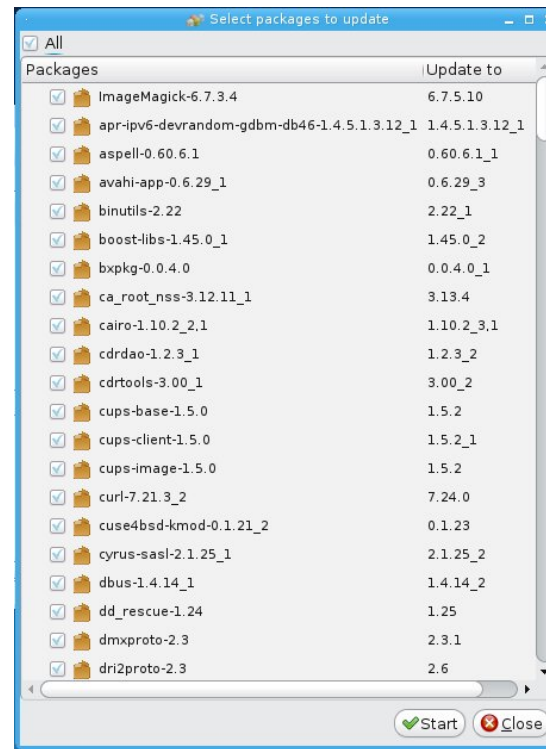 Select packages to update
All
Packages Update to
ImageMagick-6.7.3.4 6.7.5.10
apr-ipv6-devrandom-gdbm-db46-1.4.5.1.3.12_1 1.4.5.1.3.12_1
aspell-0.60.6.1 0.60.6.1_1
avahi-app-0.6.29_1 0.6.29_3
binutils-2.22 2.22_1
boost-libs-1.45.0_1 1.45.0_2
bxpkg-0.0.4.0 0.0.4.0_1
ca_root_nss-3.12.11_1 3.13.4
cairo-1.10.2_2,1 1.10.2_3,1
cdrdao-1.2.3_1 1.2.3_2
cdrtools-3.00_1 3.00_2
cups-base-1.5.0 1.5.2
cups-client-1.5.0 1.5.2_1
cups-image-1.5.0 1.5.2
curl-7.21.3_2 7.24.0
cuse4bsd-kmod-0.1.21_2 0.1.23
cyrus-sasl-2.1.25_1 2.1.25_2
dbus-1.4.14_1 1.4.14_2
dd_rescue-1.24 1.25
dmxproto-2.3 2.3.1
dri2proto-2.3 2.6
Start Close